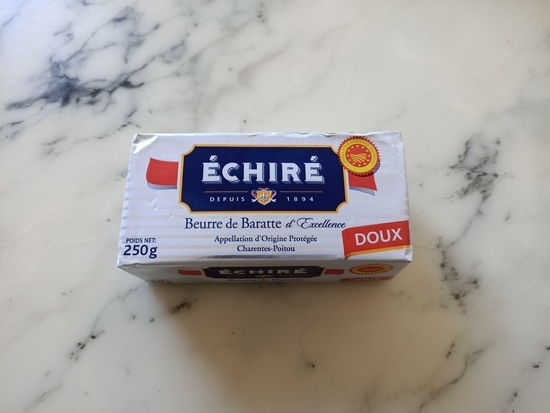 ÉCHIRÉ
DEPUIS 1894
Beurre de Baratte d'Excellence
Appellation d'Origine Protégée
Charentes-Poitou
POIDS NET:
250g
DOUX
ÉCHIRÉ